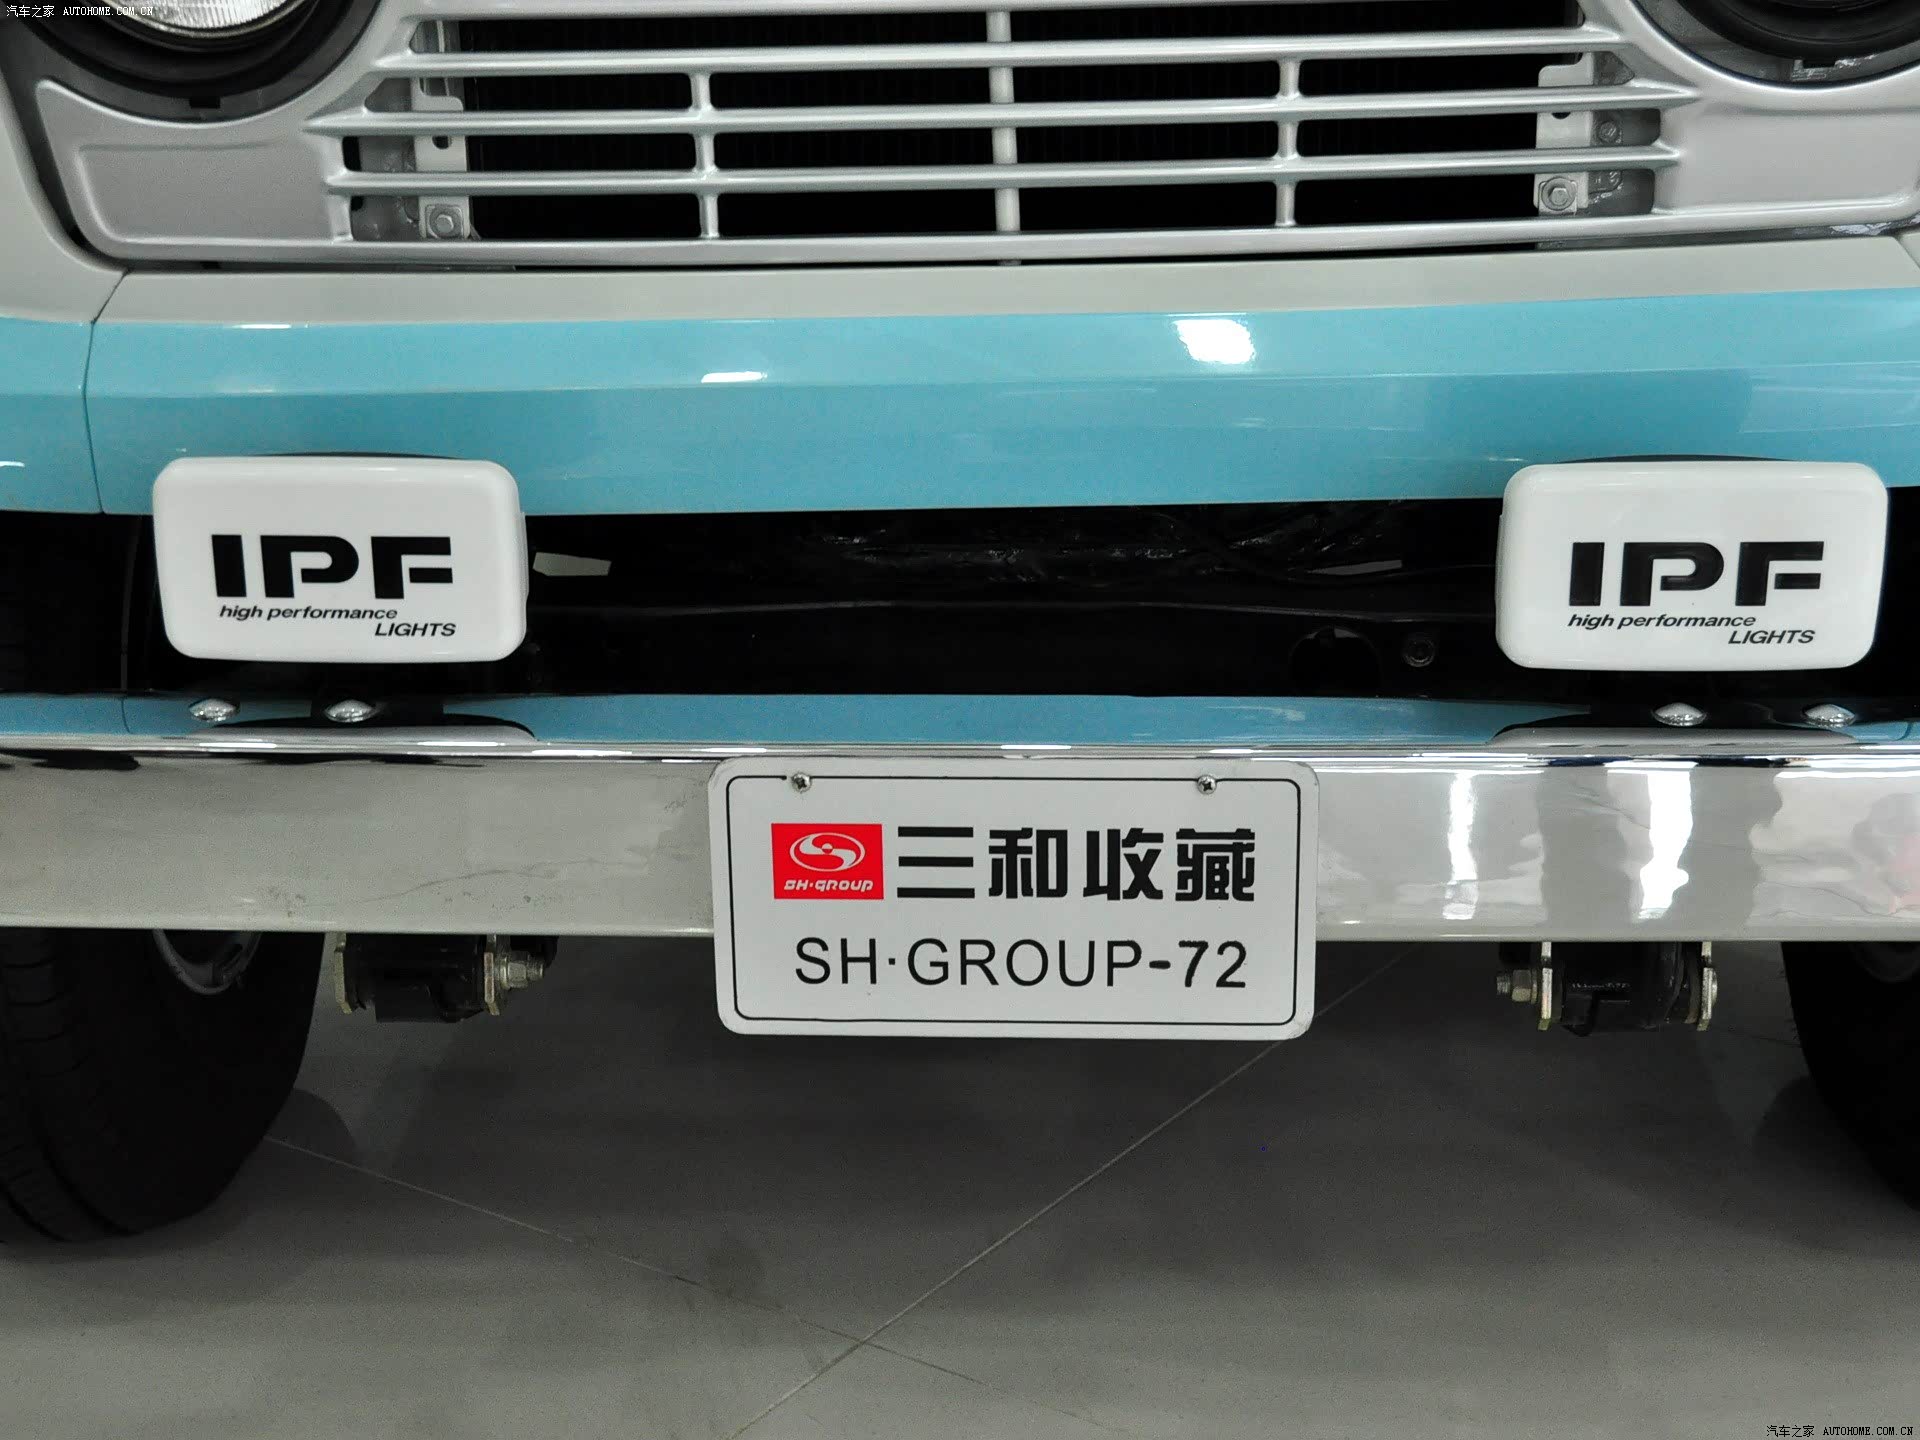 汽车之家 AUTOHOME.COM.CN
IPF
high performance
LIGHTS
IPF
high performance
LIGHTS
SH·GROUP
三和收藏
SH·GROUP-72
汽车之家 AUTOHOME.COM.CN